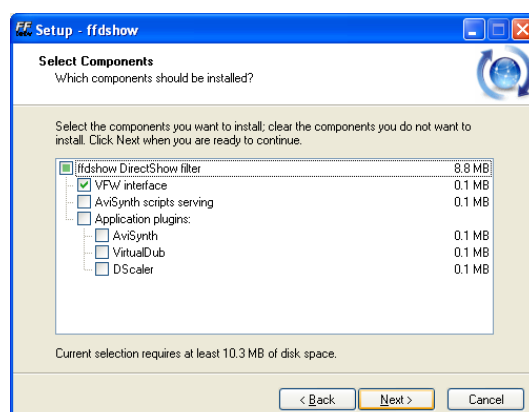 Setup - ffdshow
Select Components
Which components should be installed?
Select the components you want to install; clear the components you do not want to
install. Click Next when you are ready to continue.
ffdshow DirectShow filter 8.8 MB
VFW interface 0.1 MB
AviSynth scripts serving 0.1 MB
Application plugins:
AviSynth 0.1 MB
VirtualDub 0.1 MB
DScaler 0.1 MB
Current selection requires at least 10.3 MB of disk space.
< Back Next > Cancel